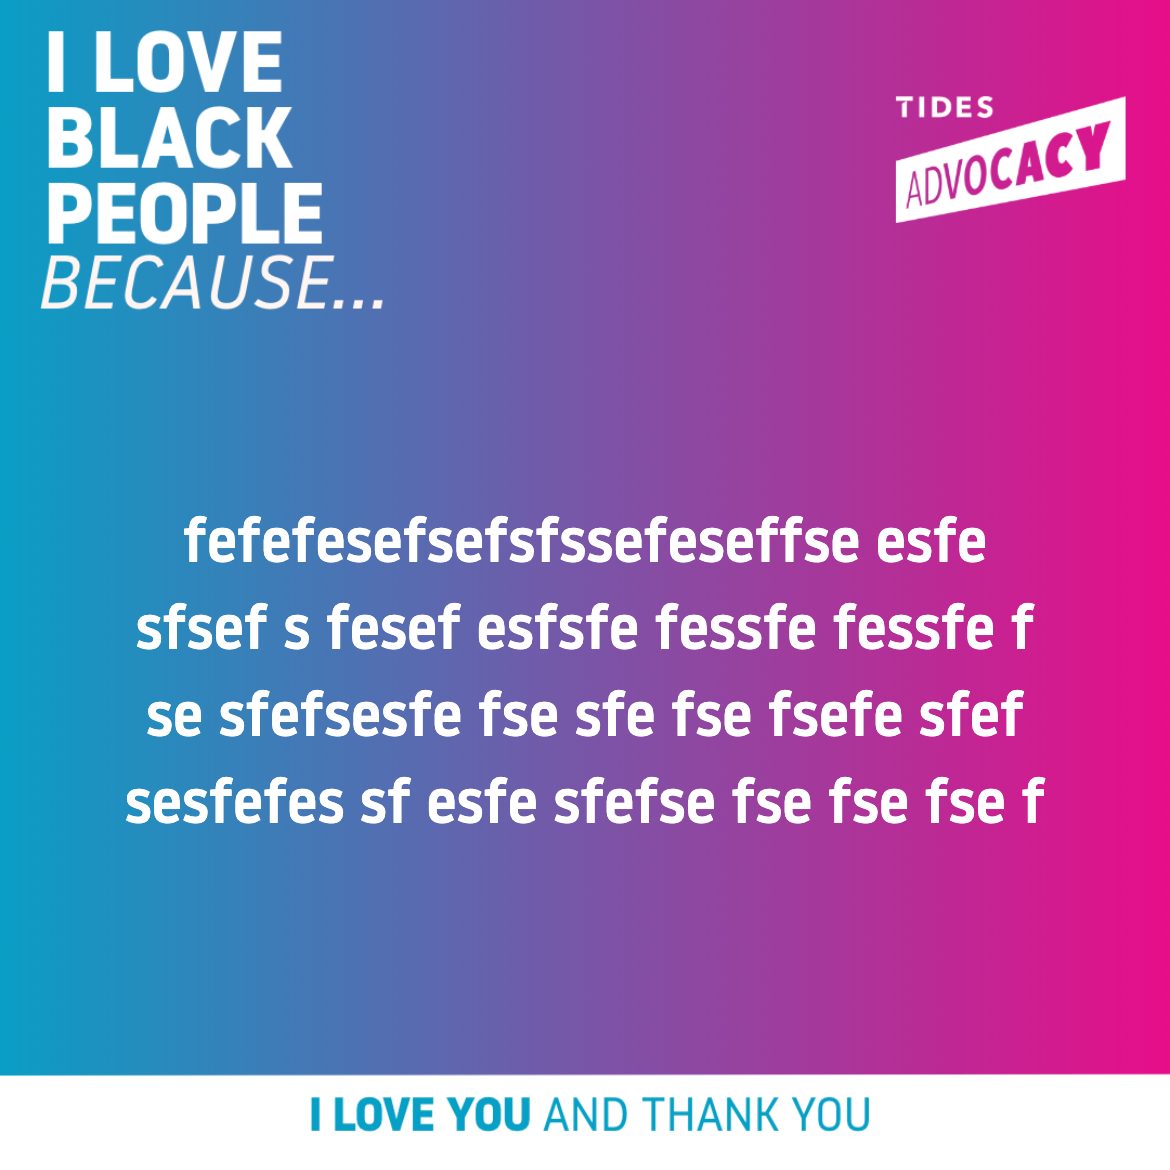 I LOVE
BLACK
PEOPLE
BECAUSE...
TIDES
ADVOCACY
fefefesefsefsfssefeseffse esfe
sfsef s fesef esfsfe fessfe fessfe f
se sfefsesfe fse sfe fse fsefe sfef
sesfefes sf esfe sfefse fse fse fse f
I LOVE YOU AND THANK YOU